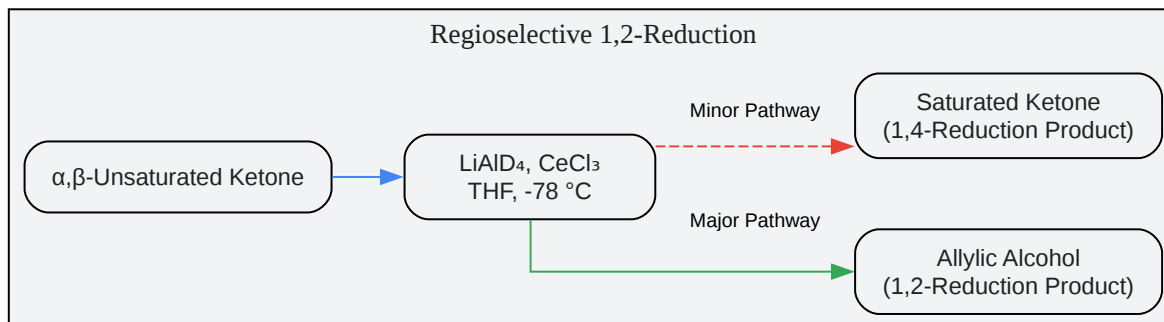 Regioselective 1,2-Reduction
α,β-Unsaturated Ketone
LiAlD₄, CeCl₃
THF, -78 °C
Minor Pathway
Saturated Ketone
(1,4-Reduction Product)
Major Pathway
Allylic Alcohol
(1,2-Reduction Product)